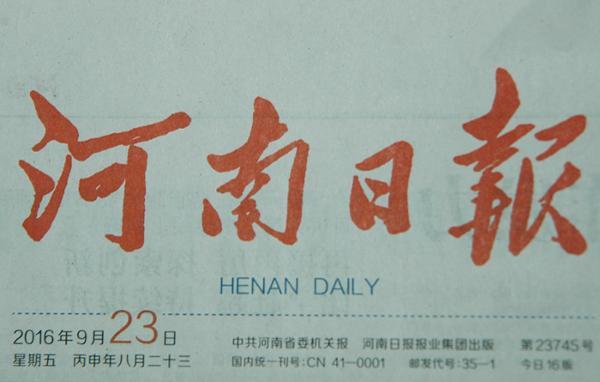 河南日報
HENAN DAILY
2016年9月23日
星期五 丙申年八月二十三
中共河南省委机关报 河南日报报业集团出版 第23745号
国内统一刊号:CN 41—0001 邮发代号:35—1 今日16版